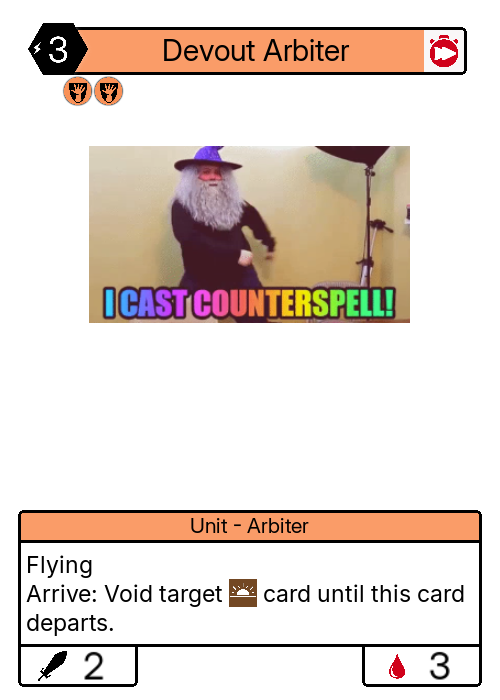 3
Devout Arbiter
I CAST COUNTERSPELL!
Unit - Arbiter
Flying
Arrive: Void target card until this card
departs.
2
3